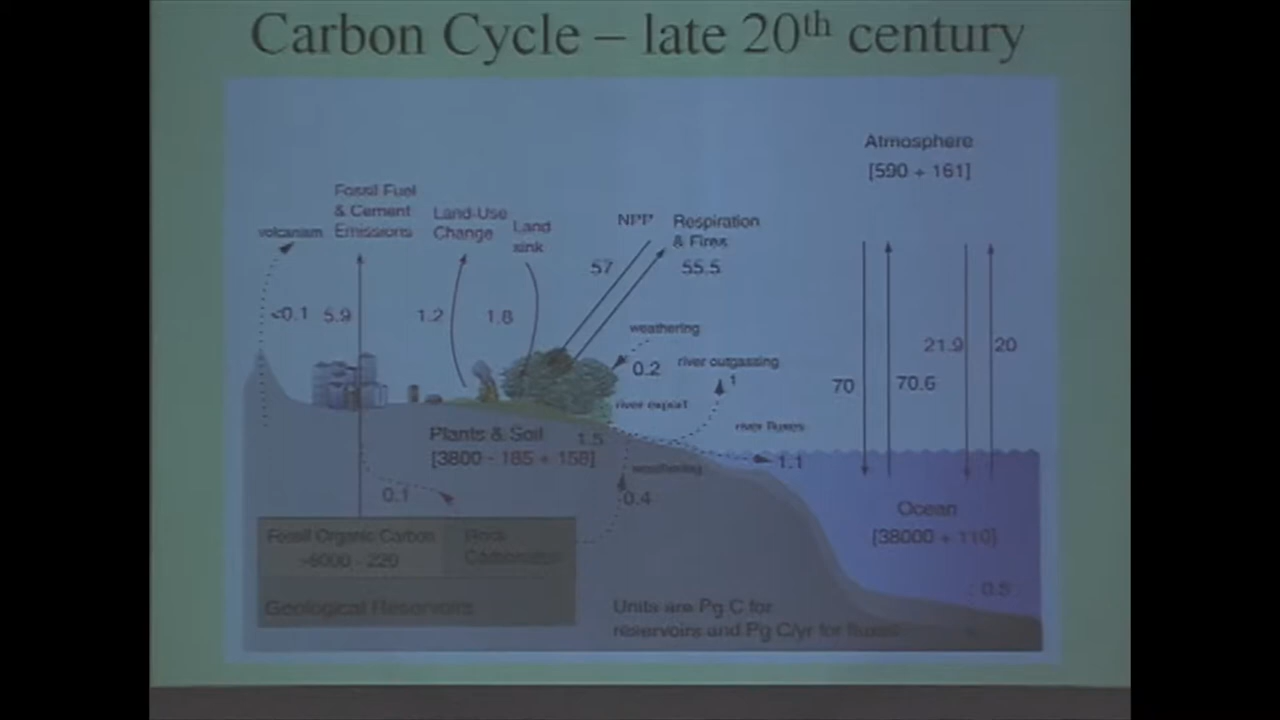 Carbon Cycle – late 20th century
Atmosphere
[590 + 161]
Fossil Fuel
& Cement
Emissions
volcanism
Land-Use
Change
Land
sink
NPP
Respiration
& Fires
57
55.5
<0.1
5.9
1.2
1.8
weathering
0.2
river outgassing
1
river export
river fluxes
1.1
21.9
20
70
70.6
Plants & Soil
1.5
[3800 - 185 + 158]
weathering
0.4
0.1
Ocean
[38000 + 110]
0.5
Fossil Organic Carbon
>6000 - 220
Rock
Carbonates
Geological Reservoirs
Units are Pg C for
reservoirs and Pg C/yr for fluxes